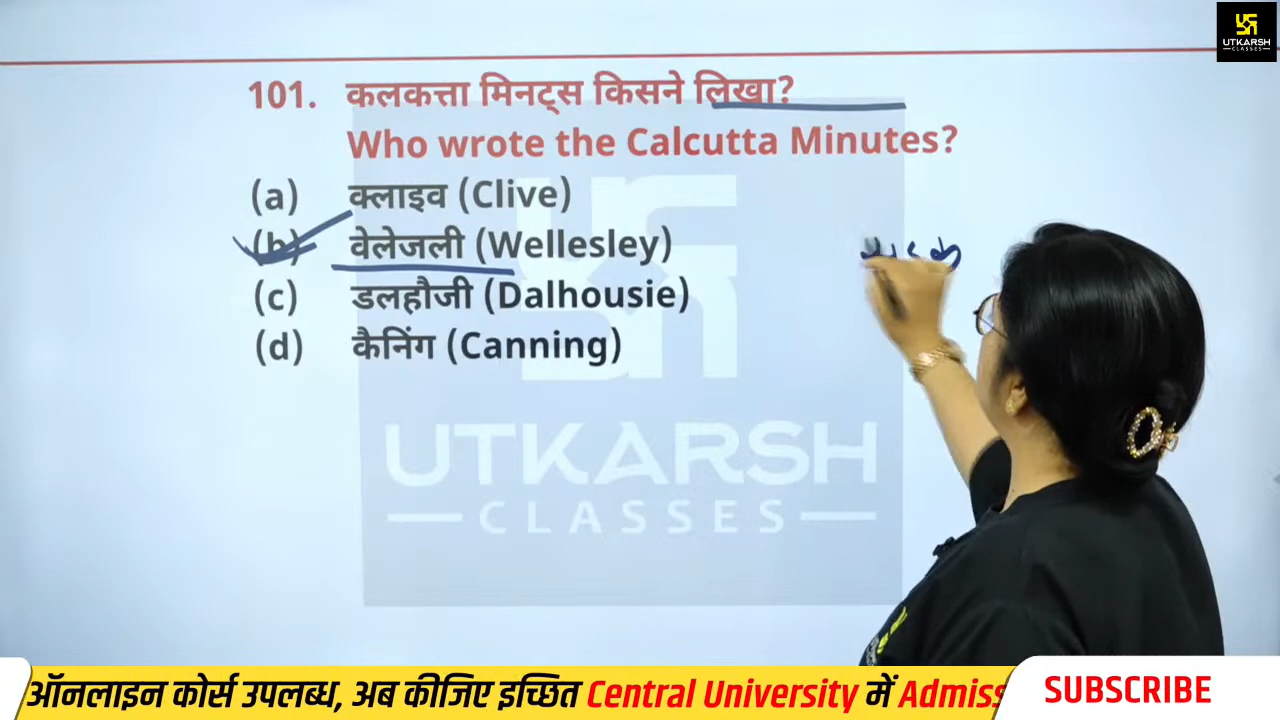 UTKARSH
CLASSES
101. कलकत्ता मिनट्स किसने लिखा?
Who wrote the Calcutta Minutes?
(a) क्लाइव (Clive)
(b) वेलेजली (Wellesley)
(c) डलहौजी (Dalhousie)
(d) कैनिंग (Canning)
UTKARSH
CLASSES
ऑनलाइन कोर्स उपलब्ध, अब कीजिए इच्छित Central University में Admiss
SUBSCRIBE